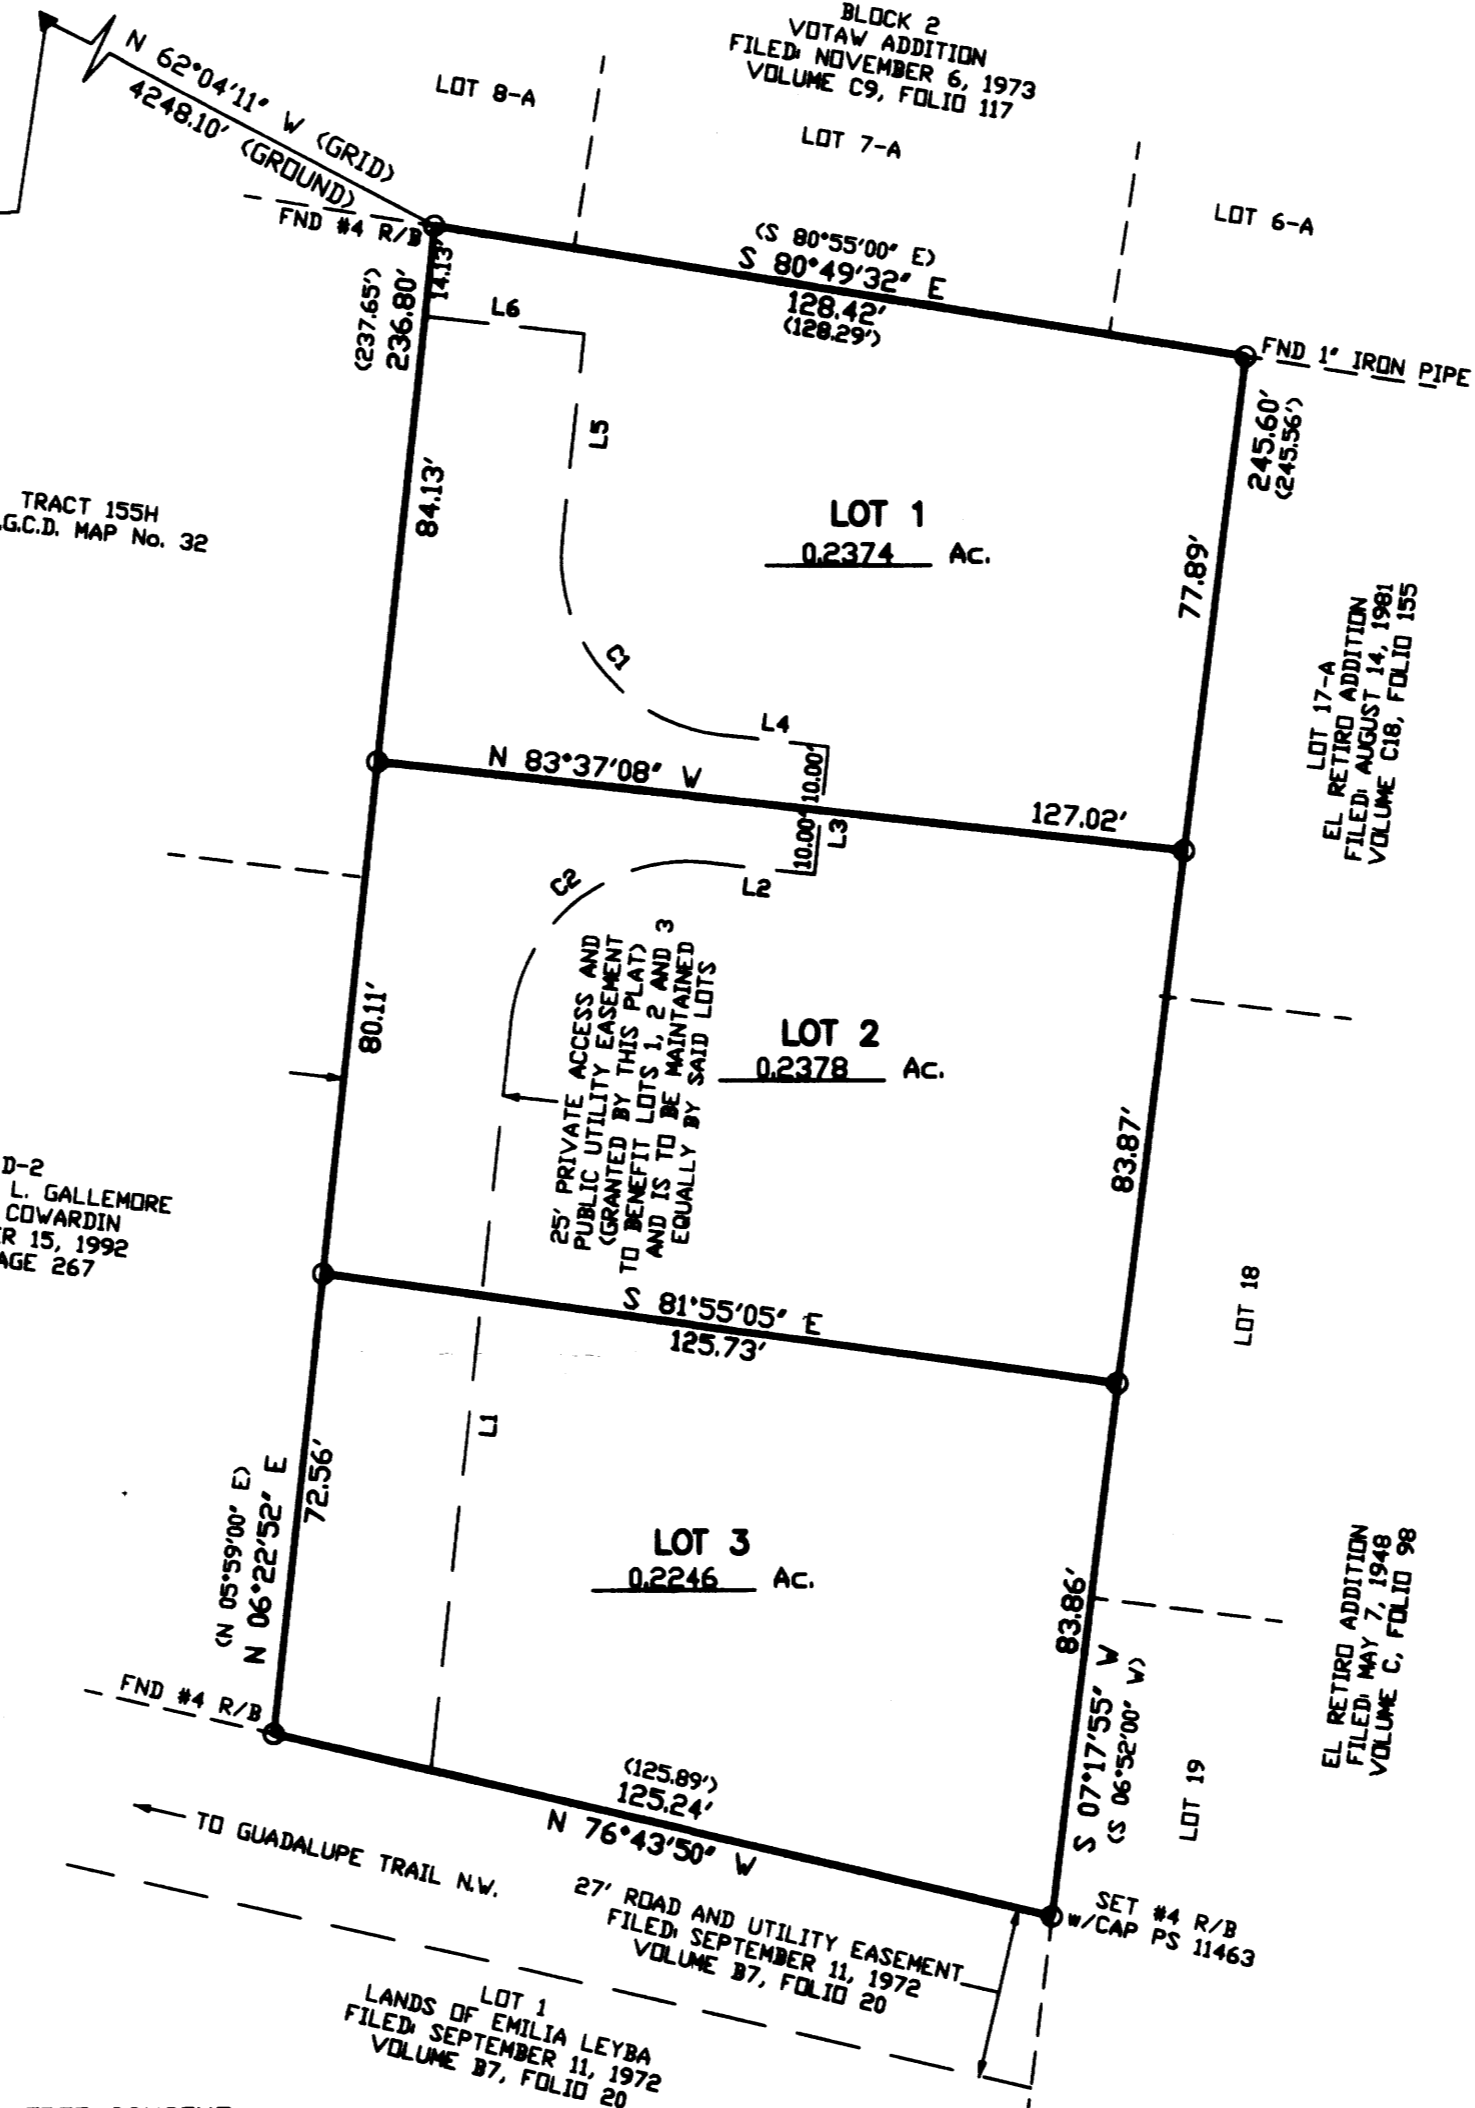 BLOCK 2
VOTAW ADDITION
FILED: NOVEMBER 6, 1973
VOLUME C9, FOLIO 117
N 62°04'11" W (GRID)
4248.10' (GROUND)
LOT 8-A
LOT 7-A
LOT 6-A
FND #4 R/B
(S 80°55'00" E)
S 80°49'32" E
128.42'
(128.29')
FND 1" IRON PIPE
14.13'
(237.65')
236.80'
L6
L5
245.60'
(245.56')
84.13'
TRACT 155H
.G.C.D. MAP No. 32
LOT 1
0.2374 Ac.
77.89'
LOT 17-A
EL RETIRO ADDITION
FILED: AUGUST 14, 1981
VOLUME C18, FOLIO 155
C1
L4
10.00'
N 83°37'08" W
127.02'
10.00'
L3
L2
C2
80.11'
25' PRIVATE ACCESS AND
PUBLIC UTILITY EASEMENT
(GRANTED BY THIS PLAT)
TO BENEFIT LOTS 1, 2 AND 3
AND IS TO BE MAINTAINED
EQUALLY BY SAID LOTS
LOT 2
0.2378 Ac.
83.87'
D-2
L. GALLEMORE
COWARDIN
R 15, 1992
AGE 267
LOT 18
S 81°55'05" E
125.73'
L1
72.56'
(N 05°59'00" E)
N 06°22'52" E
LOT 3
0.2246 Ac.
83.86'
EL RETIRO ADDITION
FILED: MAY 7, 1948
VOLUME C, FOLIO 98
S 07°17'55" W
(S 06°52'00" W)
LOT 19
FND #4 R/B
(125.89')
125.24'
N 76°43'50" W
TO GUADALUPE TRAIL N.W.
27' ROAD AND UTILITY EASEMENT
FILED: SEPTEMBER 11, 1972
VOLUME B7, FOLIO 20
SET #4 R/B
w/CAP PS 11463
LOT 1
LANDS OF EMILIA LEYBA
FILED: SEPTEMBER 11, 1972
VOLUME B7, FOLIO 20